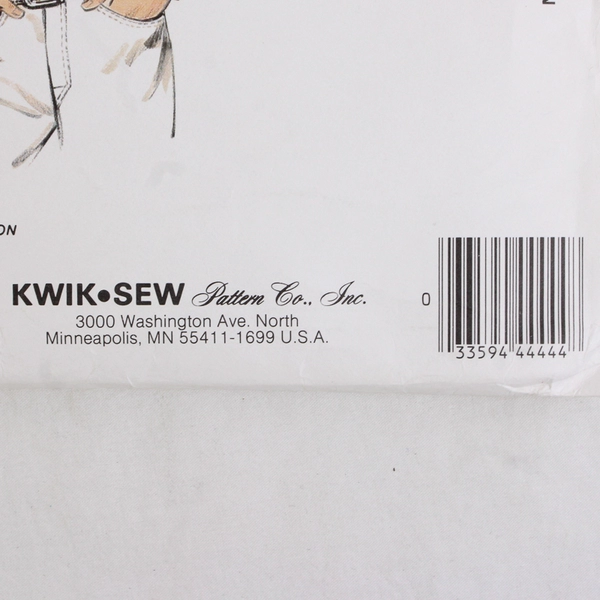 ON
KWIK•SEW Pattern Co., Inc.
3000 Washington Ave. North
Minneapolis, MN 55411-1699 U.S.A.
0 33594 44444